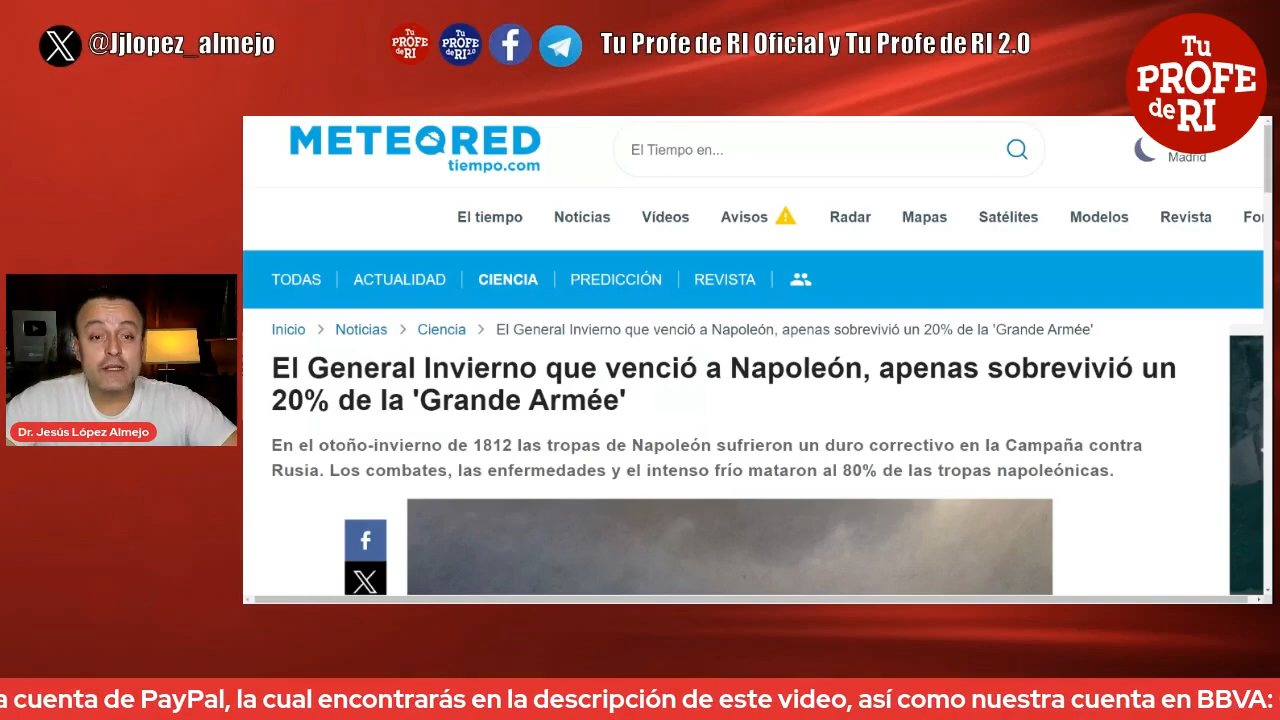 @Jjlopez_almejo
Tu
PROFE
de RI
Tu
PROFE
de RI 2.0
Tu Profe de RI Oficial y Tu Profe de RI 2.0
Tu
PROFE
de RI
METEORED
tiempo.com
El Tiempo en...
Madrid
El tiempo Noticias Vídeos Avisos Radar Mapas Satélites Modelos Revista For
TODAS ACTUALIDAD CIENCIA PREDICCIÓN REVISTA
Inicio > Noticias > Ciencia > El General Invierno que venció a Napoleón, apenas sobrevivió un 20% de la 'Grande Armée'
El General Invierno que venció a Napoleón, apenas sobrevivió un
20% de la 'Grande Armée'
En el otoño-invierno de 1812 las tropas de Napoleón sufrieron un duro correctivo en la Campaña contra
Rusia. Los combates, las enfermedades y el intenso frío mataron al 80% de las tropas napoleónicas.
Dr. Jesús López Almejo
a cuenta de PayPal, la cual encontrarás en la descripción de este video, así como nuestra cuenta en BBVA: